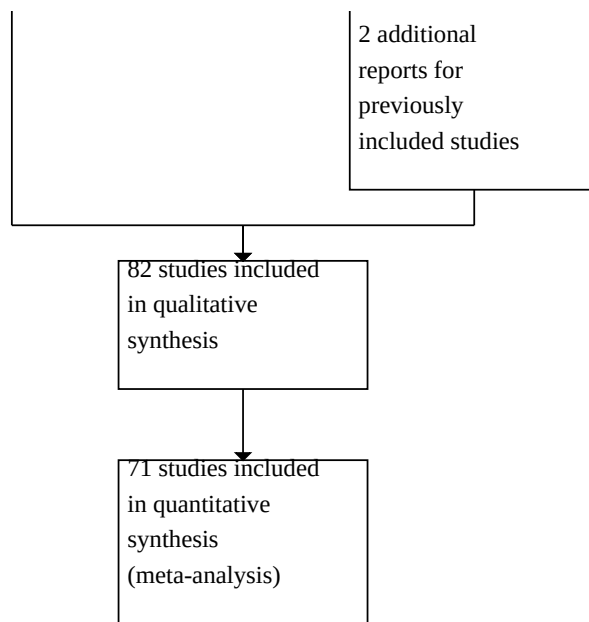 2 additional
reports for
previously
included studies
82 studies included
in qualitative
synthesis
71 studies included
in quantitative
synthesis
(meta-analysis)